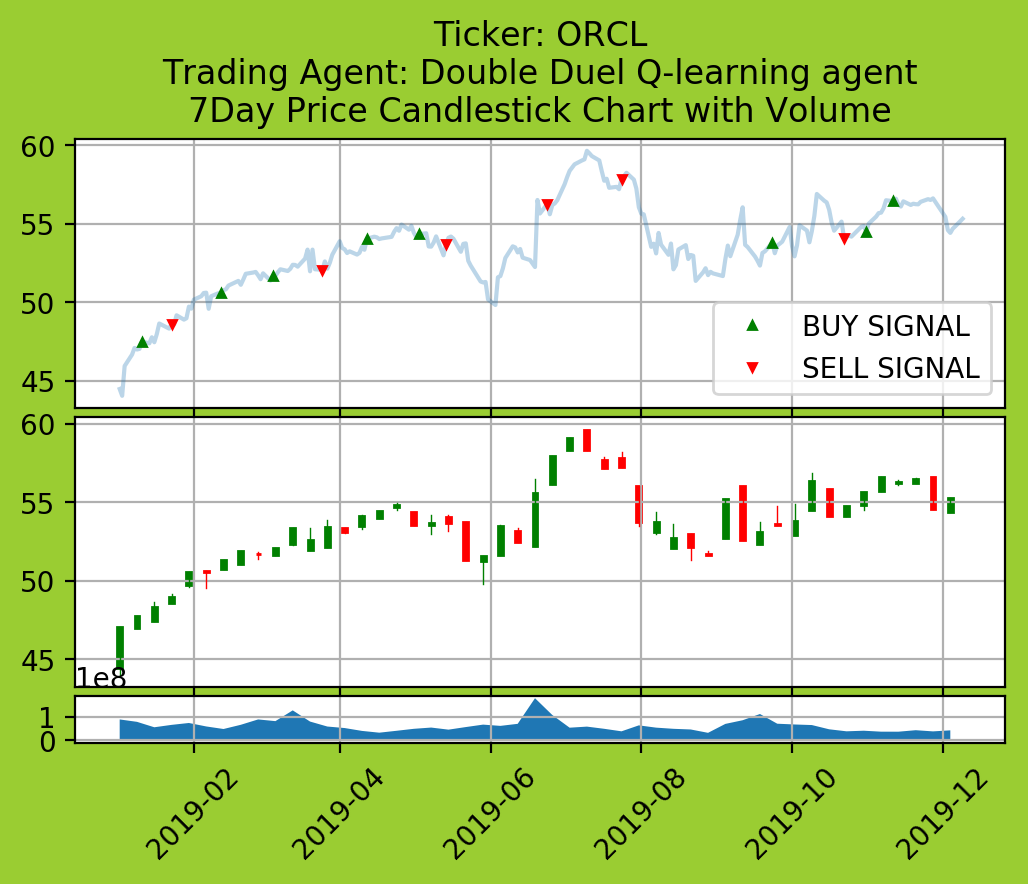 Ticker: ORCL
Trading Agent: Double Duel Q-learning agent
7Day Price Candlestick Chart with Volume
60
55
50
45
BUY SIGNAL
SELL SIGNAL
60
55
50
45
1e8
1
0
2019-02
2019-04
2019-06
2019-08
2019-10
2019-12